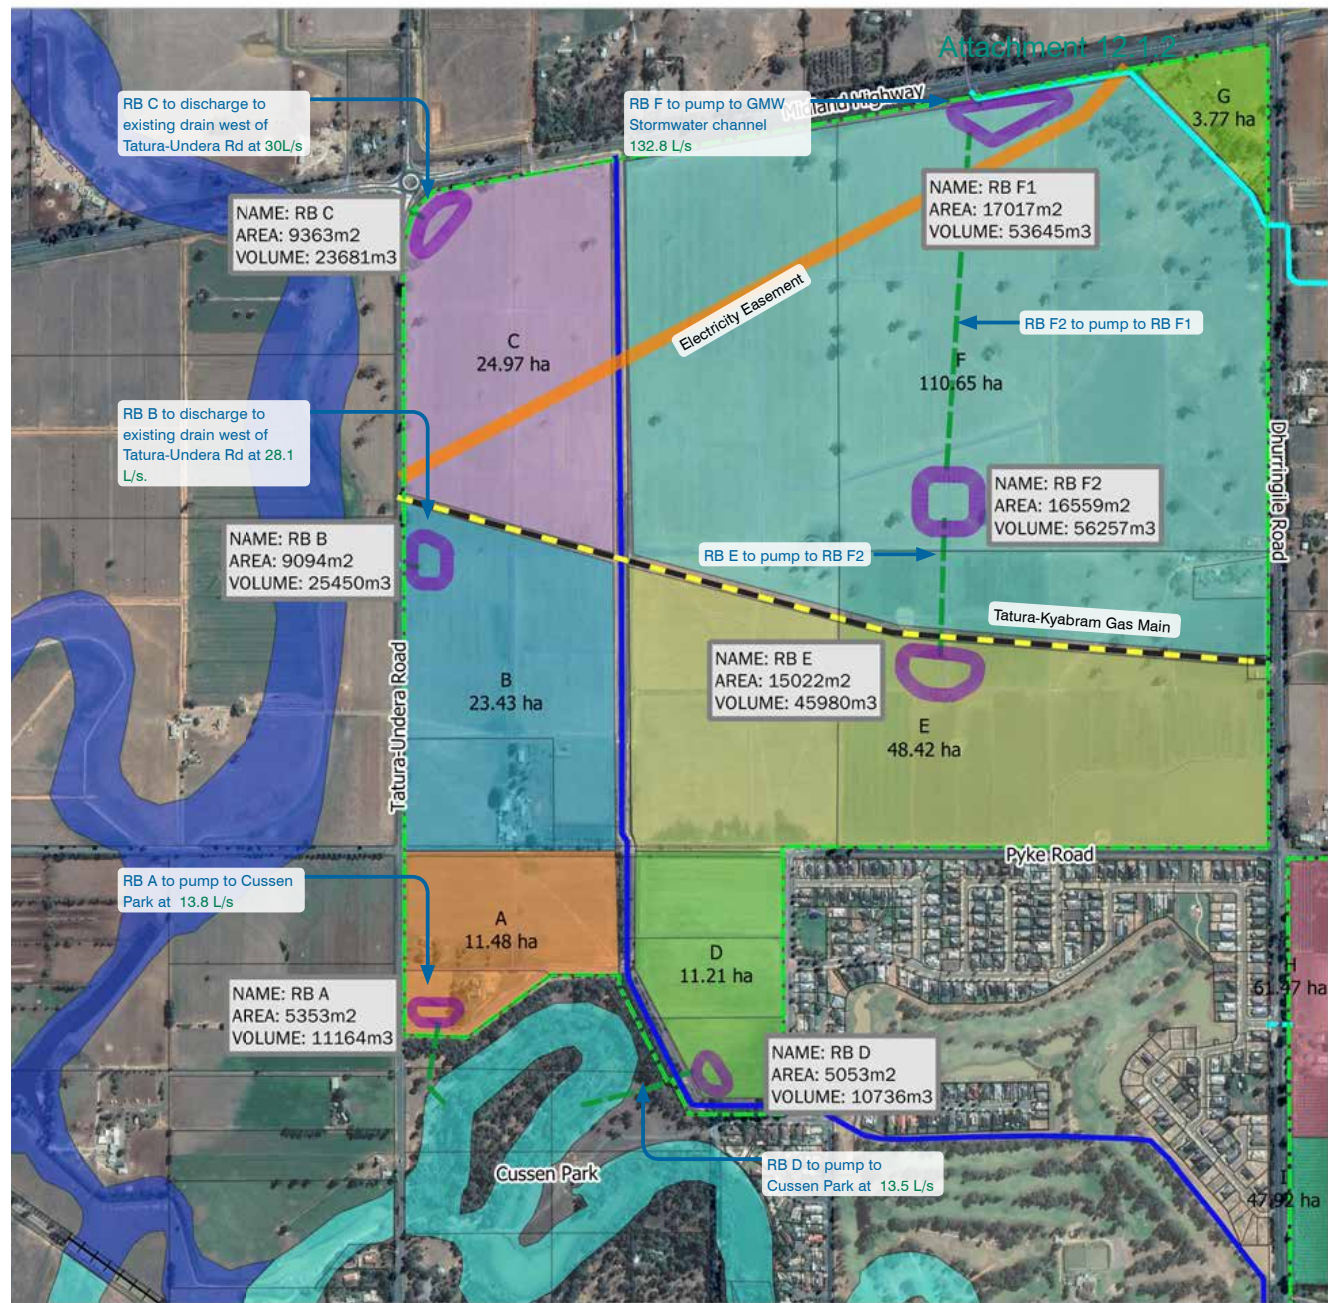 Attachment 12.1.2
RB C to discharge to
existing drain west of
Tatura-Undera Rd at 30L/s
RB F to pump to GMW
Stormwater channel
132.8 L/s
Midland Highway
G
3.77 ha
NAME: RB C
AREA: 9363m2
VOLUME: 23681m3
NAME: RB F1
AREA: 17017m2
VOLUME: 53645m3
Electricity Easement
RB F2 to pump to RB F1
C
24.97 ha
F
110.65 ha
RB B to discharge to
existing drain west of
Tatura-Undera Rd at 28.1
L/s.
Dhurringile Road
NAME: RB F2
AREA: 16559m2
VOLUME: 56257m3
NAME: RB B
AREA: 9094m2
VOLUME: 25450m3
RB E to pump to RB F2
Tatura-Kyabram Gas Main
Tatura-Undera Road
NAME: RB E
AREA: 15022m2
VOLUME: 45980m3
B
23.43 ha
E
48.42 ha
Pyke Road
RB A to pump to Cussen
Park at 13.8 L/s
A
11.48 ha
D
11.21 ha
H
61.47 ha
NAME: RB A
AREA: 5353m2
VOLUME: 11164m3
NAME: RB D
AREA: 5053m2
VOLUME: 10736m3
Cussen Park
RB D to pump to
Cussen Park at 13.5 L/s
I
47.92 ha